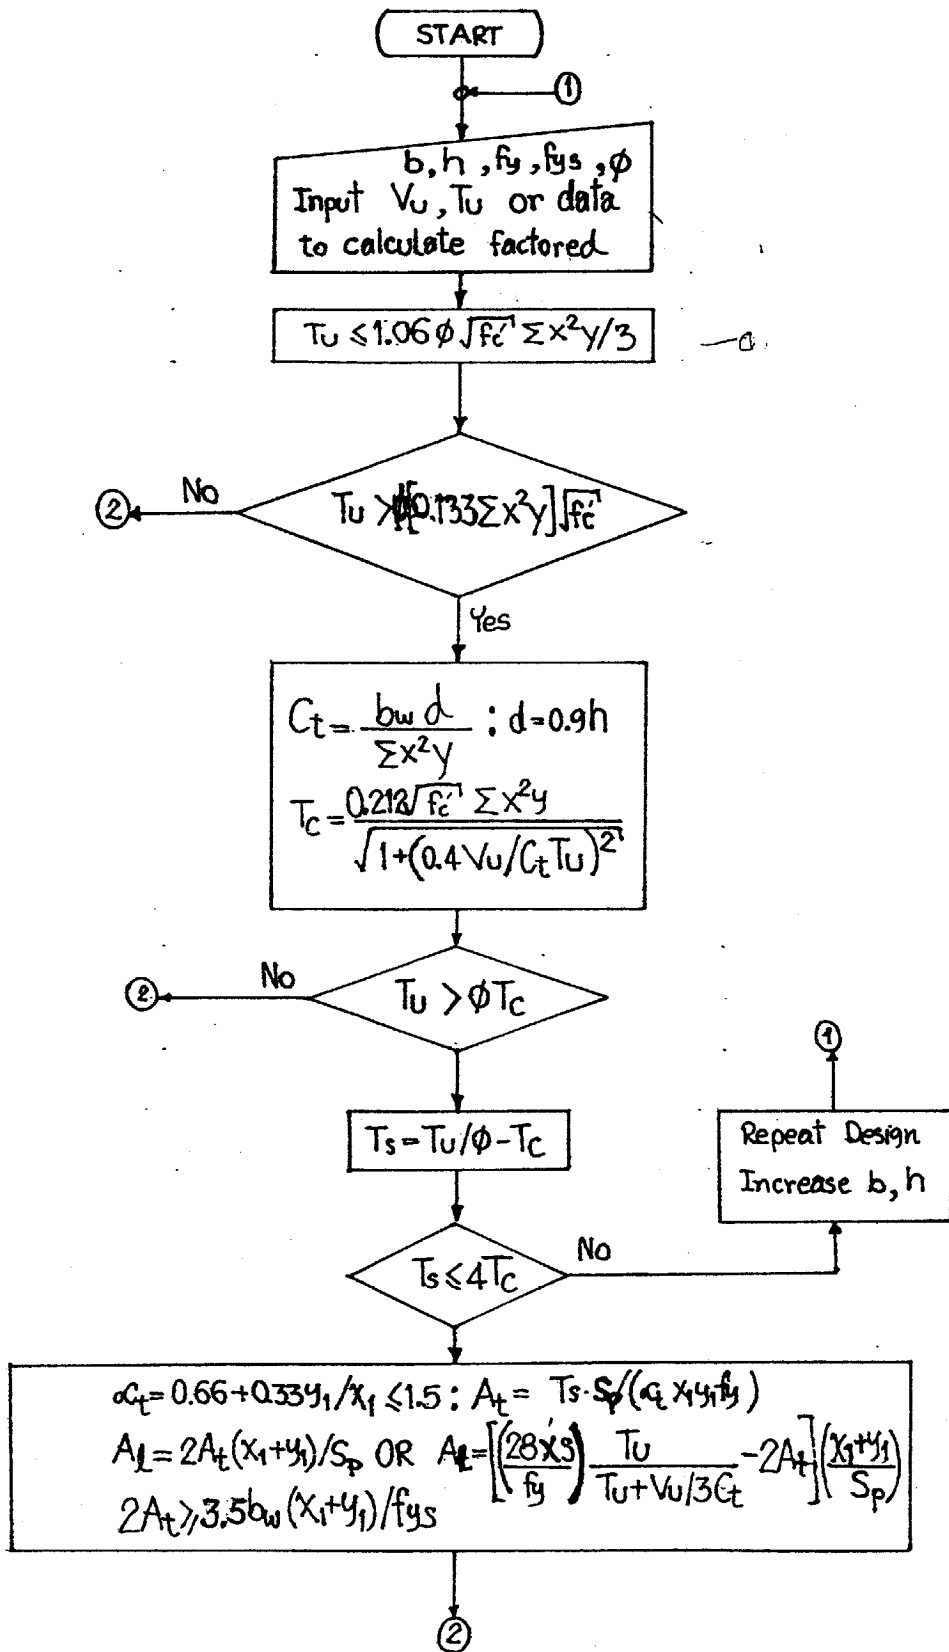 START
1
b, h, fy, fys, φ
Input Vu, Tu or data
to calculate factored
Tu ≤ 1.06 φ √fc' Σx²y/3
No
2
Tu > φ[0.133Σx²y]√fc'
Yes
Ct = bw d / Σx²y : d = 0.9h
Tc = 0.212√fc' Σx²y / √1+(0.4Vu/CtTu)²
No
2
Tu > φTc
1
Ts = Tu/φ - Tc
Repeat Design
Increase b, h
No
Ts ≤ 4Tc
αt = 0.66+0.33y₁/x₁ ≤ 1.5 : At = Ts·Sp/(αt x₁y₁fy)
Al = 2At(x₁+y₁)/Sp OR Al = [(28xs/fy) Tu/(Tu+Vu/3Ct) - 2At]((x₁+y₁)/Sp)
2At ≥ 3.5bw(x₁+y₁)/fys
2